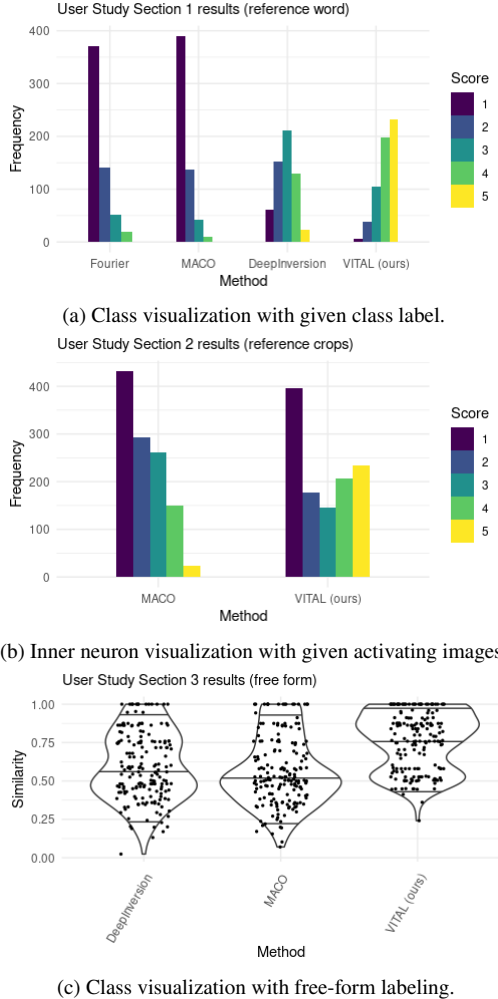 User Study Section 1 results (reference word)
400
300
200
100
0
Frequency
Fourier MACO DeepInversion VITAL (ours)
Method
Score
1
2
3
4
5
(a) Class visualization with given class label.
User Study Section 2 results (reference crops)
400
300
200
100
0
Frequency
MACO VITAL (ours)
Method
Score
1
2
3
4
5
(b) Inner neuron visualization with given activating images
User Study Section 3 results (free form)
1.00
0.75
0.50
0.25
0.00
Similarity
DeepInversion MACO VITAL (ours)
Method
(c) Class visualization with free-form labeling.